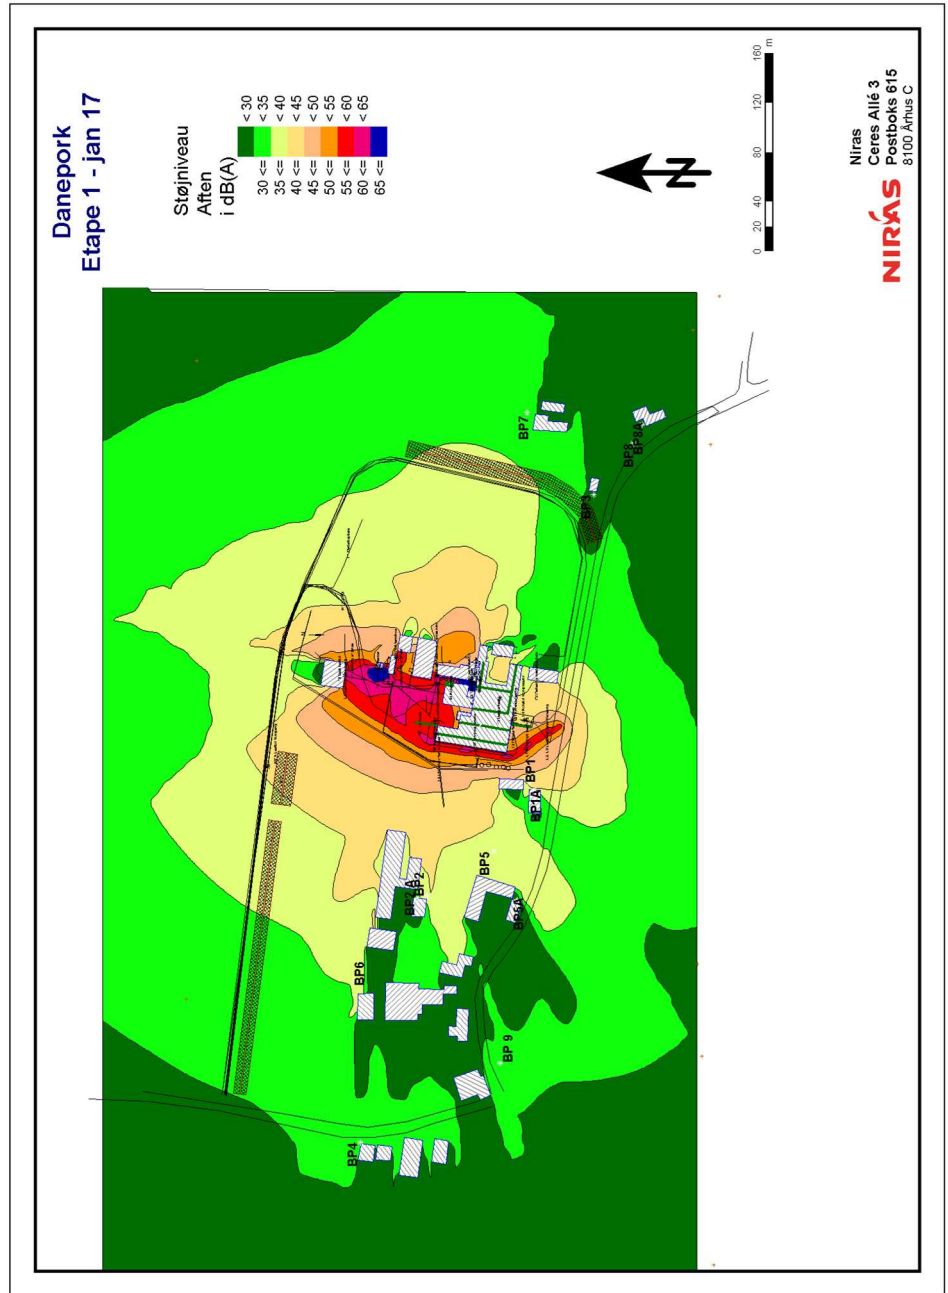 Danepork
Etape 1 - jan 17
Støjniveau
Aften
i dB(A)
< 30
30 <= < 35
35 <= < 40
40 <= < 45
45 <= < 50
50 <= < 55
55 <= < 60
60 <= < 65
65 <=
N
0 20 40 80 120 160
m
Niras
Ceres Allé 3
Postboks 615
8100 Århus C
NIRAS
BP4
BP6
BP 9
BP2A
BP2
BP5
BP5A
BP1
BP1A
BP3
BP7
BP8
BP8A